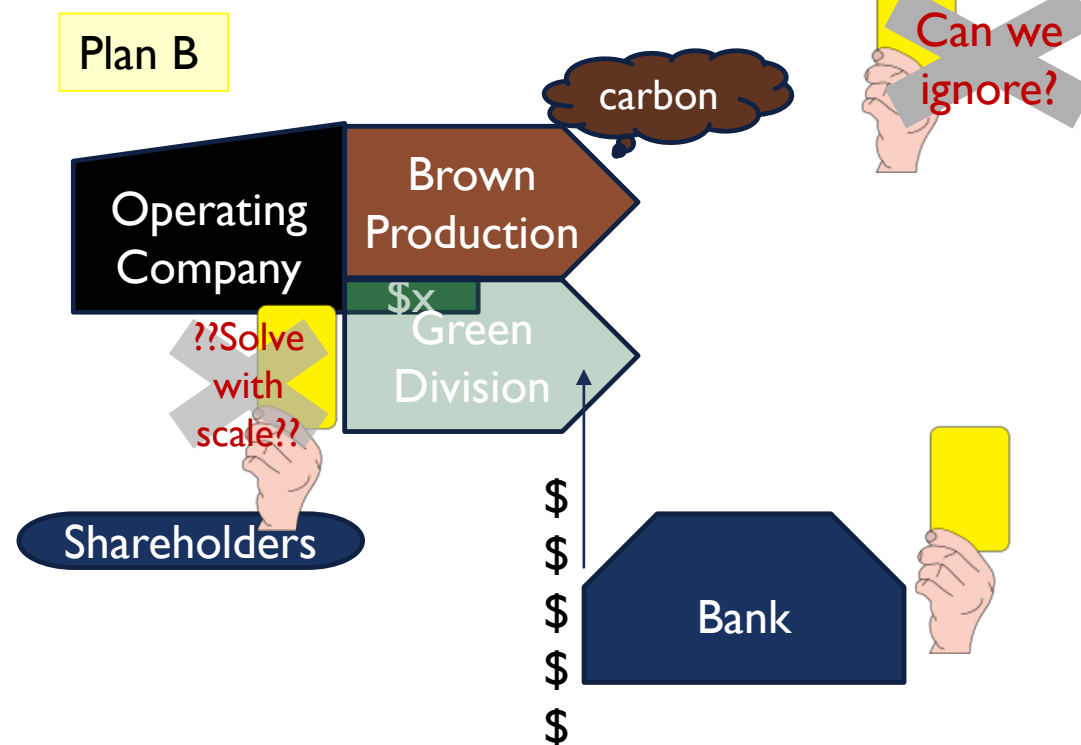 Plan B
Can we
ignore?
carbon
Brown
Production
Operating
Company
$x
Green
Division
??Solve
with
scale??
Shareholders
$
$
$
$
$
Bank